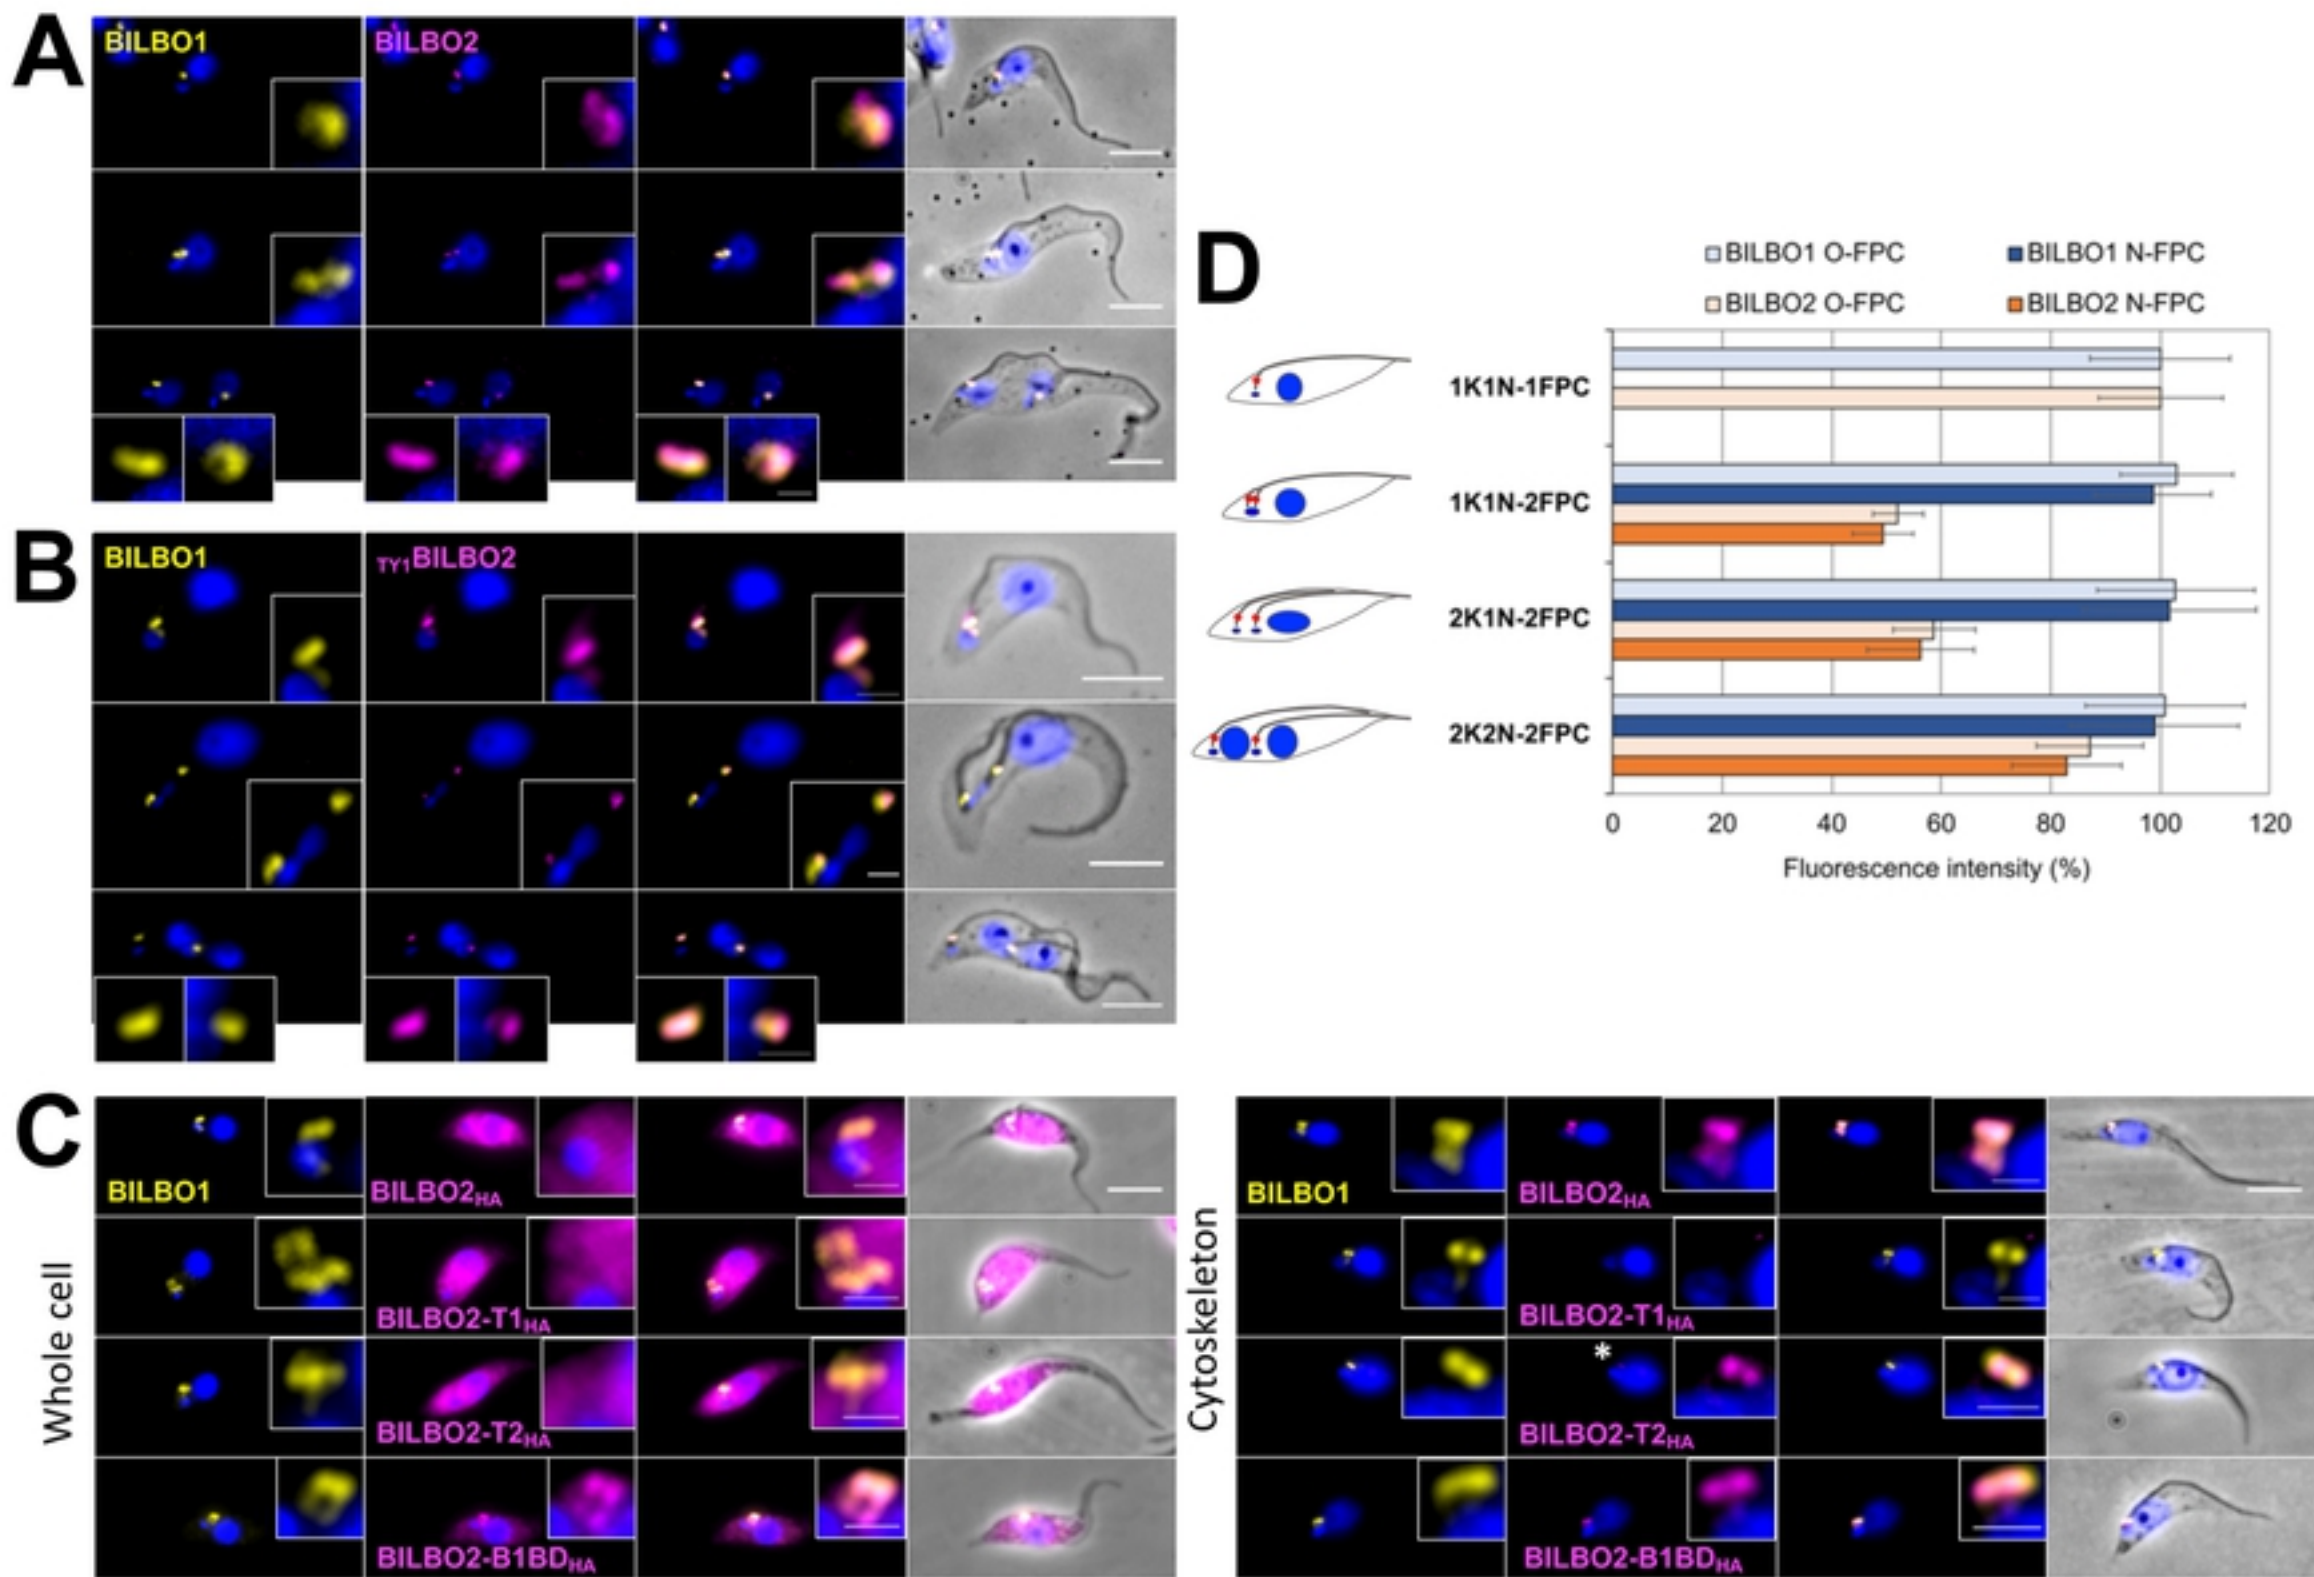 A
BILBO1
BILBO2
B
BILBO1
TY1BILBO2
D
BILBO1 O-FPC
BILBO1 N-FPC
BILBO2 O-FPC
BILBO2 N-FPC
1K1N-1FPC
1K1N-2FPC
2K1N-2FPC
2K2N-2FPC
0 20 40 60 80 100 120
Fluorescence intensity (%)
C
Whole cell
BILBO1
BILBO2HA
BILBO2-T1HA
BILBO2-T2HA
BILBO2-B1BDHA
Cytoskeleton
BILBO1
BILBO2HA
BILBO2-T1HA
*
BILBO2-T2HA
BILBO2-B1BDHA